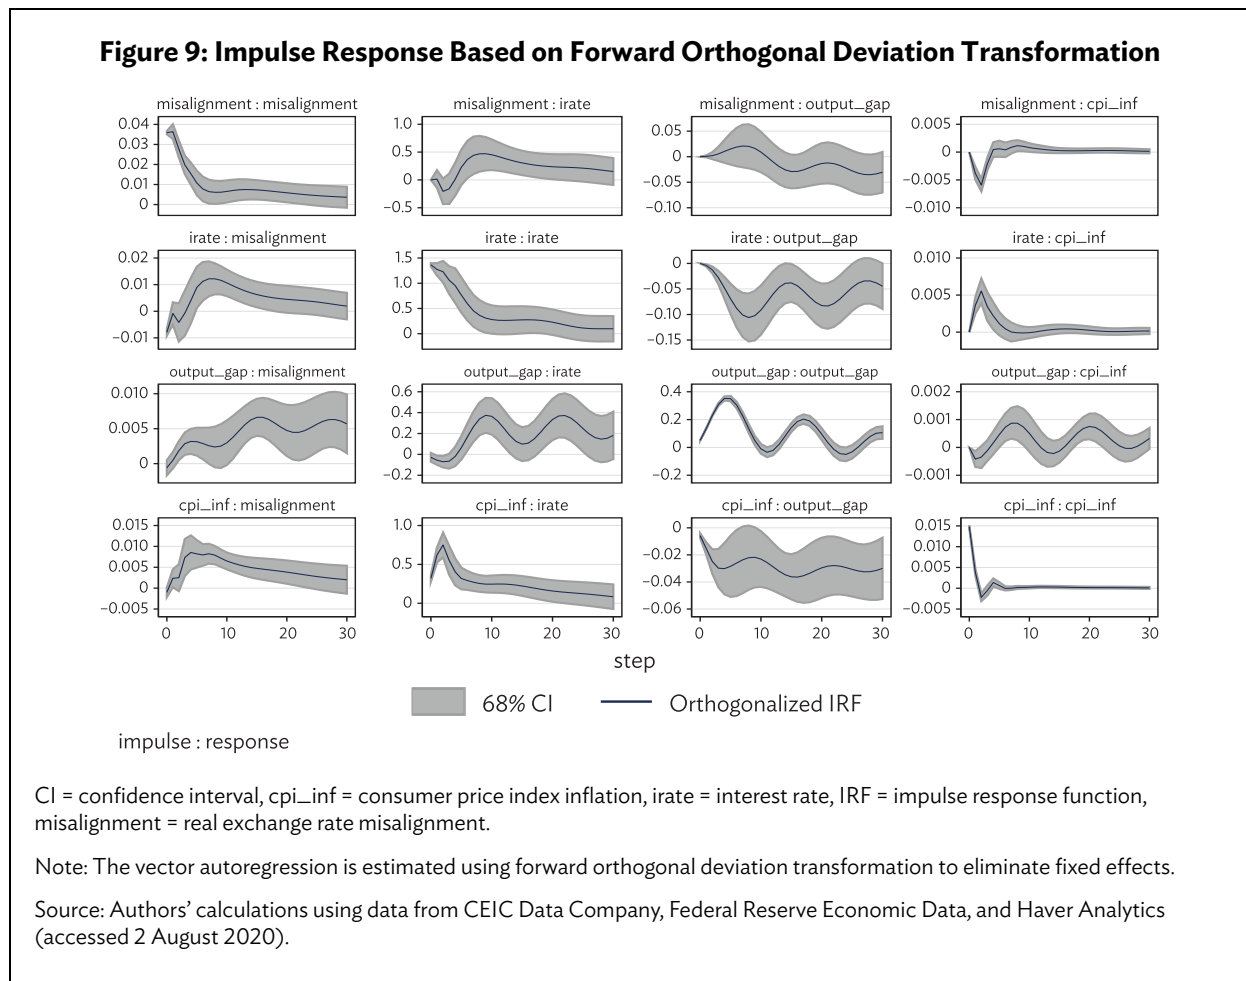 Figure 9: Impulse Response Based on Forward Orthogonal Deviation Transformation
misalignment : misalignment
0.04
0.03
0.02
0.01
0
misalignment : irate
1.0
0.5
0
−0.5
misalignment : output_gap
0.05
0
−0.05
−0.10
misalignment : cpi_inf
0.005
0
−0.005
−0.010
irate : misalignment
0.02
0.01
0
−0.01
irate : irate
1.5
1.0
0.5
0
irate : output_gap
0
−0.05
−0.10
−0.15
irate : cpi_inf
0.010
0.005
0
output_gap : misalignment
0.010
0.005
0
output_gap : irate
0.6
0.4
0.2
0
−0.2
output_gap : output_gap
0.4
0.2
0
−0.2
output_gap : cpi_inf
0.002
0.001
0
−0.001
cpi_inf : misalignment
0.015
0.010
0.005
0
−0.005
0 10 20 30
cpi_inf : irate
1.0
0.5
0
0 10 20 30
cpi_inf : output_gap
0
−0.02
−0.04
−0.06
0 10 20 30
cpi_inf : cpi_inf
0.015
0.010
0.005
0
−0.005
0 10 20 30
step
68% CI
Orthogonalized IRF
impulse : response
CI = confidence interval, cpi_inf = consumer price index inflation, irate = interest rate, IRF = impulse response function,
misalignment = real exchange rate misalignment.
Note: The vector autoregression is estimated using forward orthogonal deviation transformation to eliminate fixed effects.
Source: Authors' calculations using data from CEIC Data Company, Federal Reserve Economic Data, and Haver Analytics
(accessed 2 August 2020).